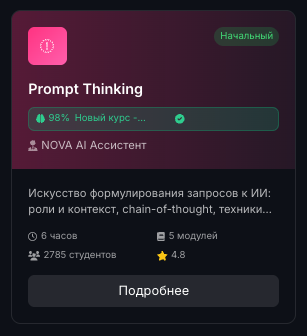 Начальный
Prompt Thinking
98% Новый курс -...
NOVA AI Ассистент
Искусство формулирования запросов к ИИ:
роли и контекст, chain-of-thought, техники...
6 часов
5 модулей
2785 студентов
4.8
Подробнее